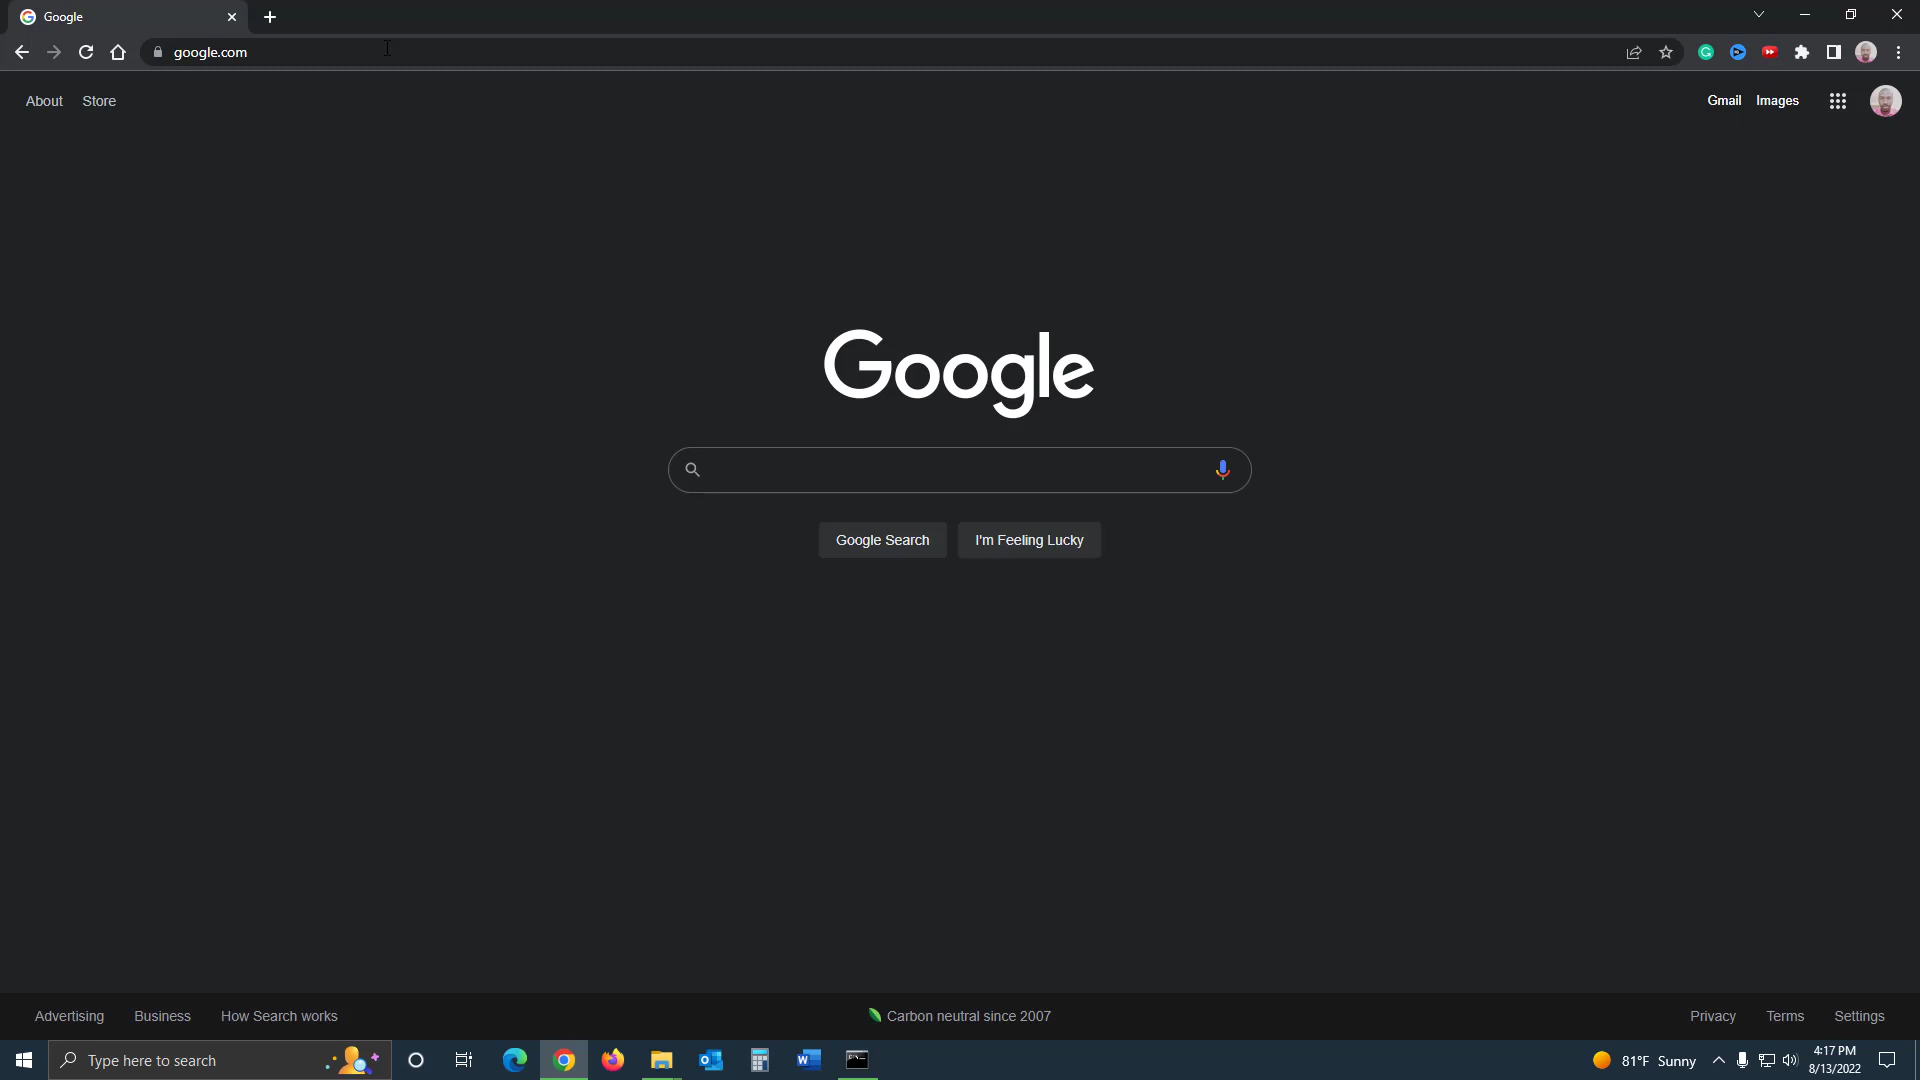 Google
google.com
About Store Gmail Images
Google
Google Search I'm Feeling Lucky
Advertising Business How Search works Carbon neutral since 2007 Privacy Terms Settings
Type here to search 81°F Sunny 4:17 PM
8/13/2022